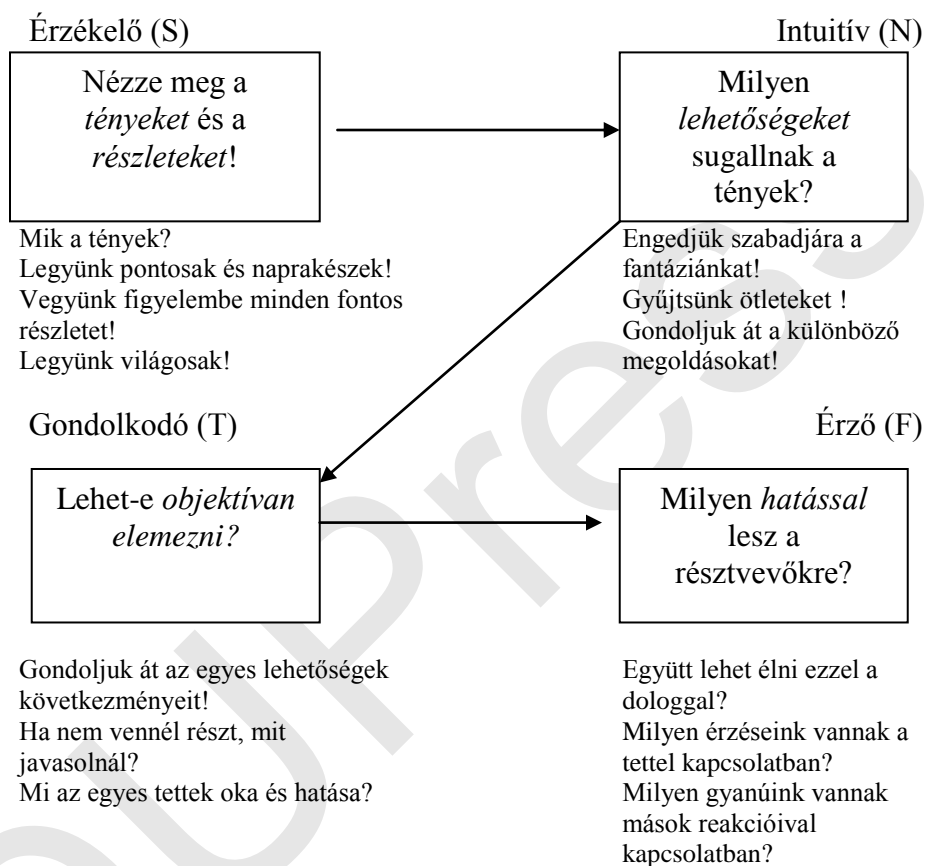 Érzékelő (S)
Intuitív (N)
Nézze meg a
tényeket és a
részleteket!
Milyen
lehetőségeket
sugallnak a
tények?
Mik a tények?
Legyünk pontosak és naprakészek!
Vegyünk figyelembe minden fontos
részletet!
Legyünk világosak!
Engedjük szabadjára a
fantáziánkat!
Gyűjtsünk ötleteket !
Gondoljuk át a különböző
megoldásokat!
Gondolkodó (T)
Érző (F)
Lehet-e objektívan
elemezni?
Milyen hatással
lesz a
résztvevőkre?
Gondoljuk át az egyes lehetőségek
következményeit!
Ha nem vennél részt, mit
javasolnál?
Mi az egyes tettek oka és hatása?
Együtt lehet élni ezzel a
dologgal?
Milyen érzéseink vannak a
tettel kapcsolatban?
Milyen gyanúink vannak
mások reakcióival
kapcsolatban?
UPress